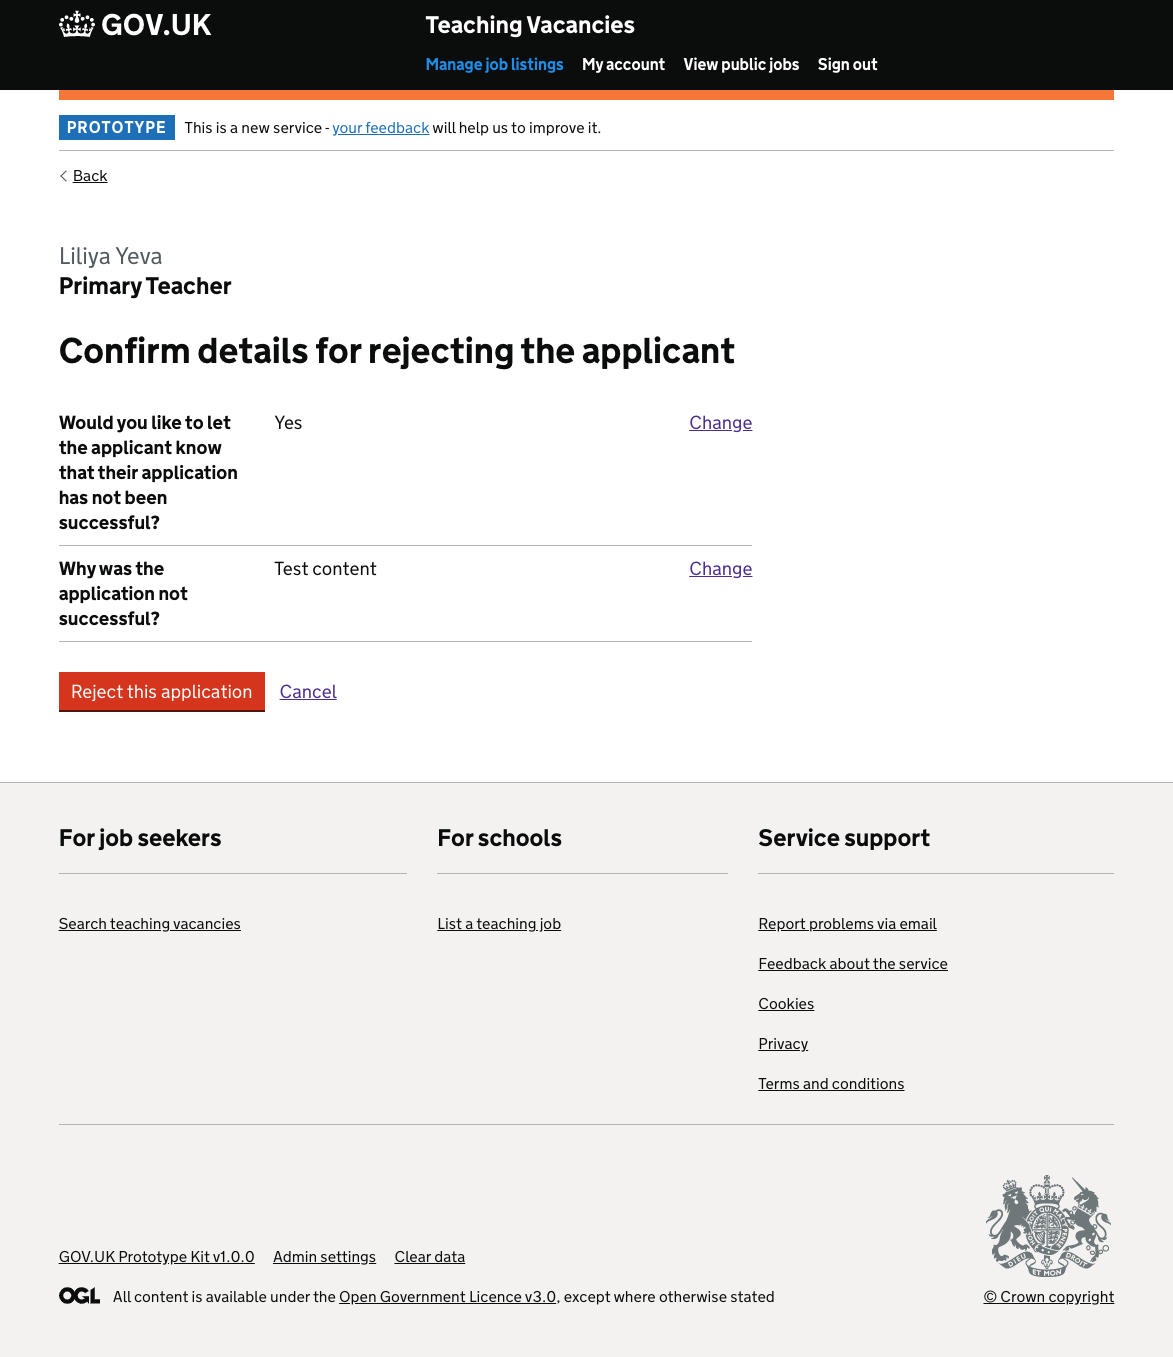 GOV.UK
Teaching Vacancies
Manage job listings My account View public jobs Sign out
PROTOTYPE This is a new service - your feedback will help us to improve it.
Back
Liliya Yeva
Primary Teacher
Confirm details for rejecting the applicant
Would you like to let
the applicant know
that their application
has not been
successful?
Yes
Change
Why was the
application not
successful?
Test content
Change
Reject this application Cancel
For job seekers
Search teaching vacancies
For schools
List a teaching job
Service support
Report problems via email
Feedback about the service
Cookies
Privacy
Terms and conditions
GOV.UK Prototype Kit v1.0.0 Admin settings Clear data
OGL All content is available under the Open Government Licence v3.0, except where otherwise stated
DIEU ET MON DROIT
© Crown copyright